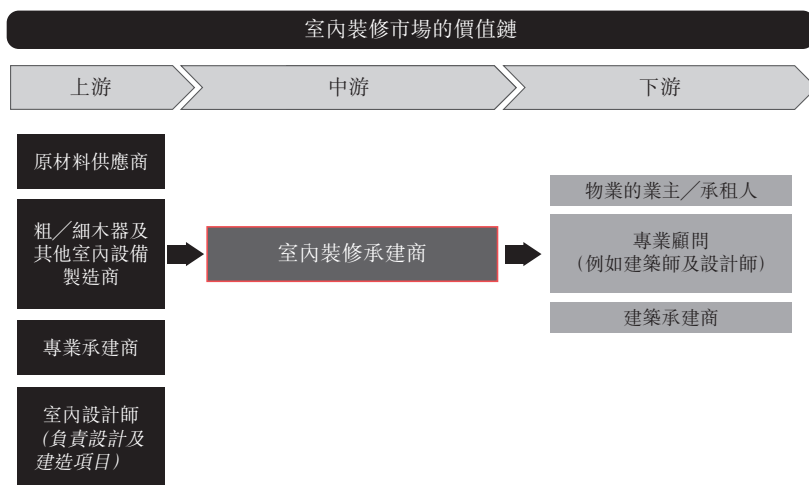 室內裝修市場的價值鏈
上游
中游
下游
原材料供應商
粗／細木器及
其他室內設備
製造商
專業承建商
室內設計師
（負責設計及
建造項目）
室內裝修承建商
物業的業主／承租人
專業顧問
（例如建築師及設計師）
建築承建商